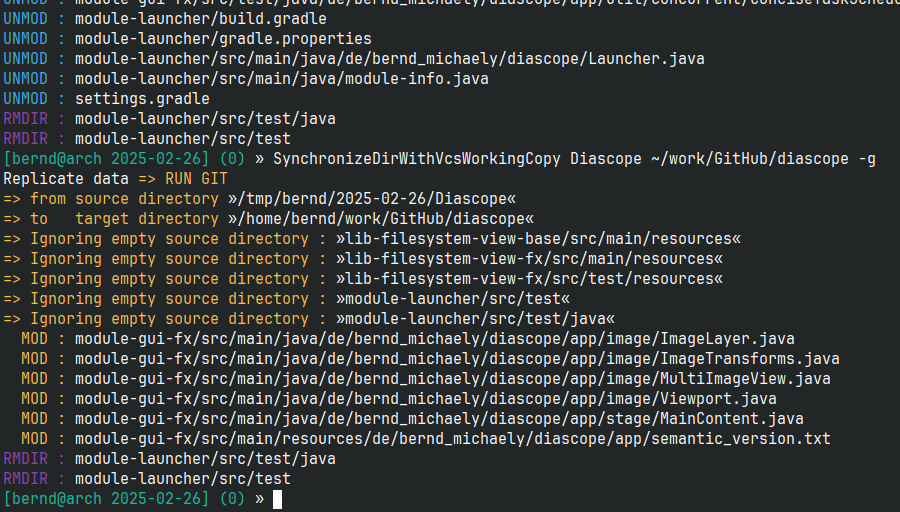 UNMOD : module-gui-fx/src/test/java/de/bernd_michaely/diascope/app/util/concurrent/ConciseTaskSchedu
UNMOD : module-launcher/build.gradle
UNMOD : module-launcher/gradle.properties
UNMOD : module-launcher/src/main/java/de/bernd_michaely/diascope/Launcher.java
UNMOD : module-launcher/src/main/java/module-info.java
UNMOD : settings.gradle
RMDIR : module-launcher/src/test/java
RMDIR : module-launcher/src/test
[bernd@arch 2025-02-26] (0) » SynchronizeDirWithVcsWorkingCopy Diascope ~/work/GitHub/diascope -g
Replicate data => RUN GIT
=> from source directory »/tmp/bernd/2025-02-26/Diascope«
=> to   target directory »/home/bernd/work/GitHub/diascope«
=> Ignoring empty source directory : »lib-filesystem-view-base/src/main/resources«
=> Ignoring empty source directory : »lib-filesystem-view-fx/src/main/resources«
=> Ignoring empty source directory : »lib-filesystem-view-fx/src/test/resources«
=> Ignoring empty source directory : »module-launcher/src/test«
=> Ignoring empty source directory : »module-launcher/src/test/java«
  MOD : module-gui-fx/src/main/java/de/bernd_michaely/diascope/app/image/ImageLayer.java
  MOD : module-gui-fx/src/main/java/de/bernd_michaely/diascope/app/image/ImageTransforms.java
  MOD : module-gui-fx/src/main/java/de/bernd_michaely/diascope/app/image/MultiImageView.java
  MOD : module-gui-fx/src/main/java/de/bernd_michaely/diascope/app/image/Viewport.java
  MOD : module-gui-fx/src/main/java/de/bernd_michaely/diascope/app/stage/MainContent.java
  MOD : module-gui-fx/src/main/resources/de/bernd_michaely/diascope/app/semantic_version.txt
RMDIR : module-launcher/src/test/java
RMDIR : module-launcher/src/test
[bernd@arch 2025-02-26] (0) »